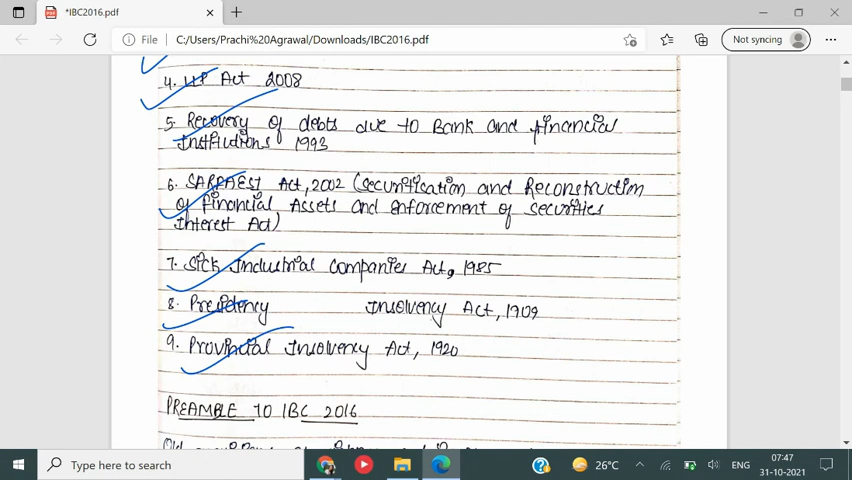 *IBC2016.pdf
File
C:/Users/Prachi%20Agrawal/Downloads/IBC2016.pdf
Not syncing
4. LLP Act 2008
5. Recovery of debts due to Bank and financial
Institutions 1993
6. SARFAESI Act, 2002 (Securitisation and Reconstruction
of financial Assets and enforcement of securities
Interest Act)
7. Sick Industrial companies Act, 1985
8. Presidency Insolvency Act, 1909
9. Provincial Insolvency Act, 1920
PREAMBLE TO IBC 2016
Type here to search
26°C
ENG
07:47
31-10-2021